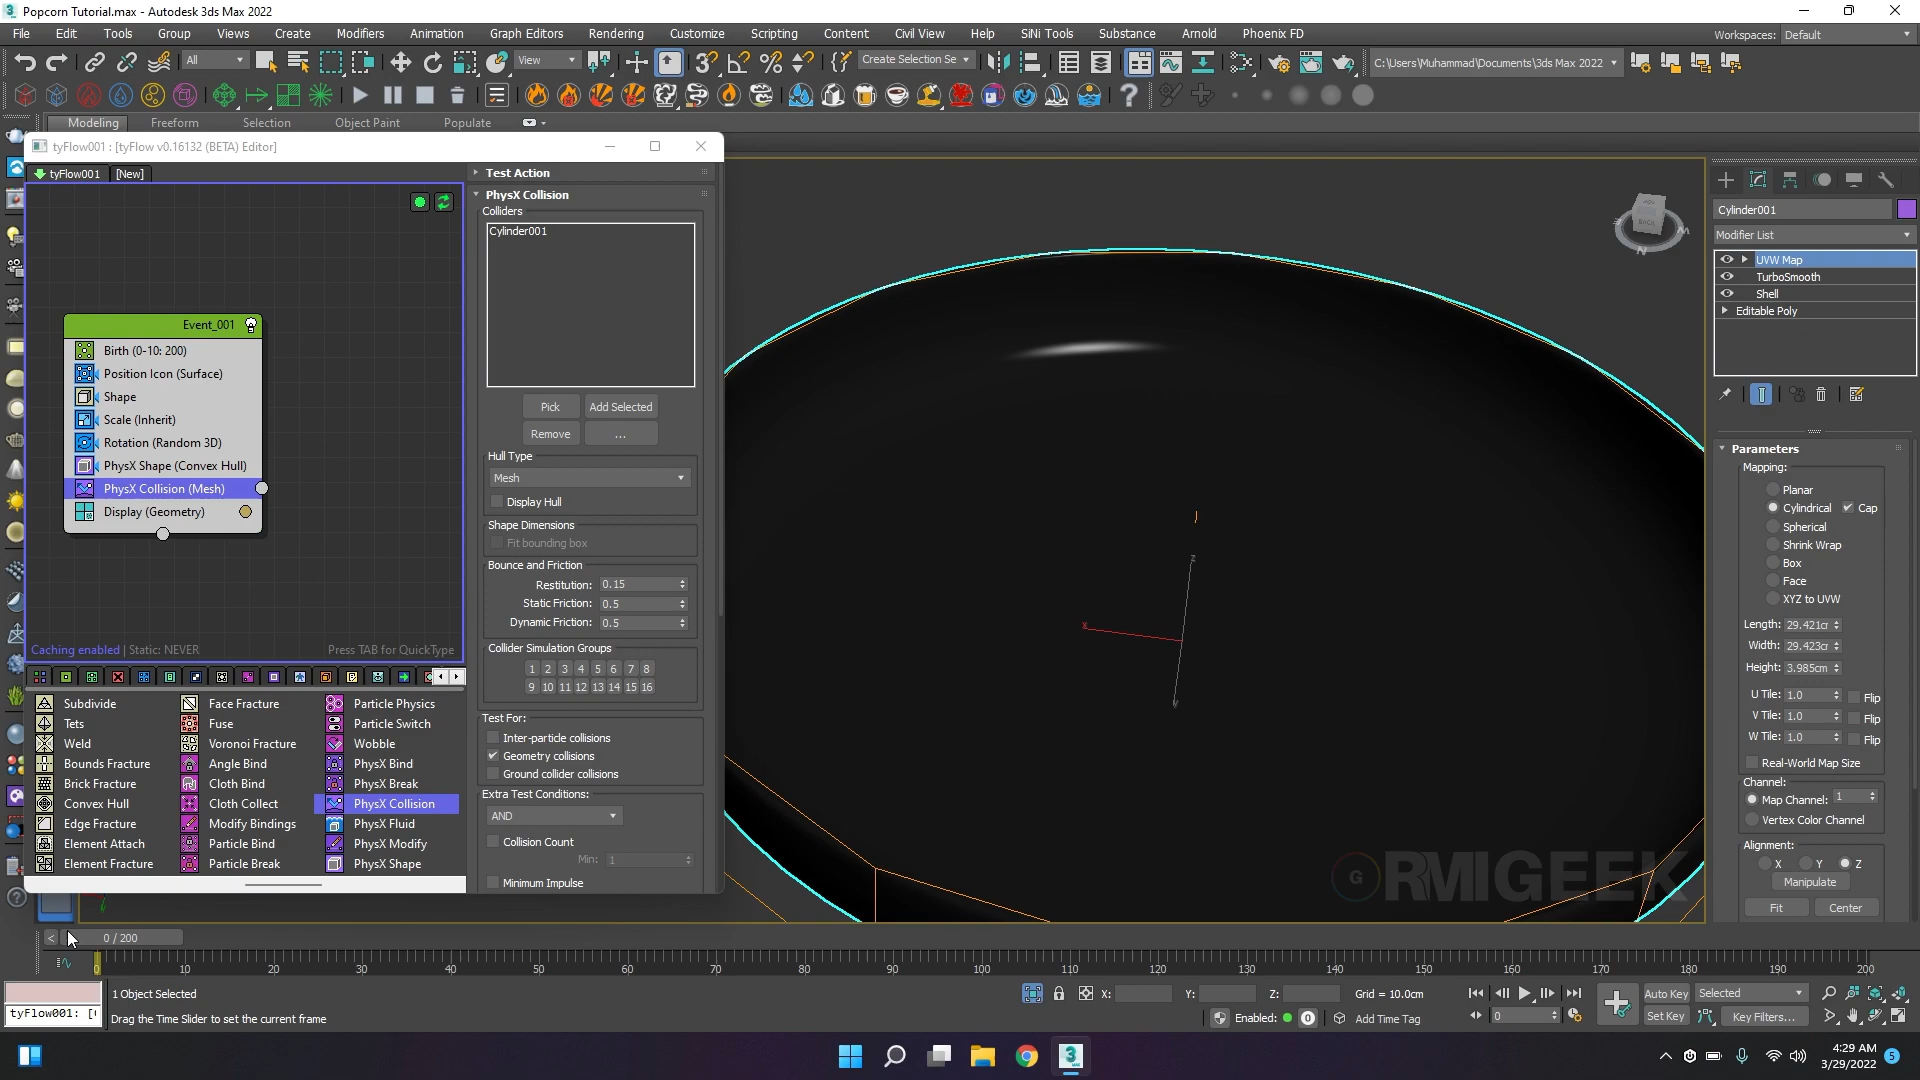 Popcorn Tutorial.max - Autodesk 3ds Max 2022
File Edit Tools Group Views Create Modifiers Animation Graph Editors Rendering Customize Scripting Content Civil View Help SiNi Tools Substance Arnold Phoenix FD Workspaces: Default
All View Create Selection Se C:\Users\Muhammad\Documents\3ds Max 2022
Modeling Freeform Selection Object Paint Populate
tyFlow001 : [tyFlow v0.16132 (BETA) Editor]
tyFlow001 [New]
Event_001
Birth (0-10: 200)
Position Icon (Surface)
Shape
Scale (Inherit)
Rotation (Random 3D)
PhysX Shape (Convex Hull)
PhysX Collision (Mesh)
Display (Geometry)
Caching enabled | Static: NEVER Press TAB for QuickType
Subdivide Face Fracture Particle Physics
Tets Fuse Particle Switch
Weld Voronoi Fracture Wobble
Bounds Fracture Angle Bind PhysX Bind
Brick Fracture Cloth Bind PhysX Break
Convex Hull Cloth Collect PhysX Collision
Edge Fracture Modify Bindings PhysX Fluid
Element Attach Particle Bind PhysX Modify
Element Fracture Particle Break PhysX Shape
Test Action
PhysX Collision
Colliders
Cylinder001
Pick Add Selected
Remove ...
Hull Type
Mesh
Display Hull
Shape Dimensions
Fit bounding box
Bounce and Friction
Restitution: 0.15
Static Friction: 0.5
Dynamic Friction: 0.5
Collider Simulation Groups
1 2 3 4 5 6 7 8
9 10 11 12 13 14 15 16
Test For:
Inter-particle collisions
Geometry collisions
Ground collider collisions
Extra Test Conditions:
AND
Collision Count
Min: 1
Minimum Impulse
BACK
z
x
y
G RMIGEEK
Cylinder001
Modifier List
UVW Map
TurboSmooth
Shell
Editable Poly
Parameters
Mapping:
Planar
Cylindrical Cap
Spherical
Shrink Wrap
Box
Face
XYZ to UVW
Length: 29.421cr
Width: 29.423cr
Height: 3.985cm
U Tile: 1.0 Flip
V Tile: 1.0 Flip
W Tile: 1.0 Flip
Real-World Map Size
Channel:
Map Channel: 1
Vertex Color Channel
Alignment:
X Y Z
Manipulate
Fit Center
< 0 / 200
0 10 20 30 40 50 60 70 80 90 100 110 120 130 140 150 160 170 180 190 200
1 Object Selected X: Y: Z: Grid = 10.0cm Auto Key Selected
tyFlow001: [( Drag the Time Slider to set the current frame Enabled: 0 Add Time Tag 0 Set Key Key Filters...
4:29 AM
3/29/2022 5